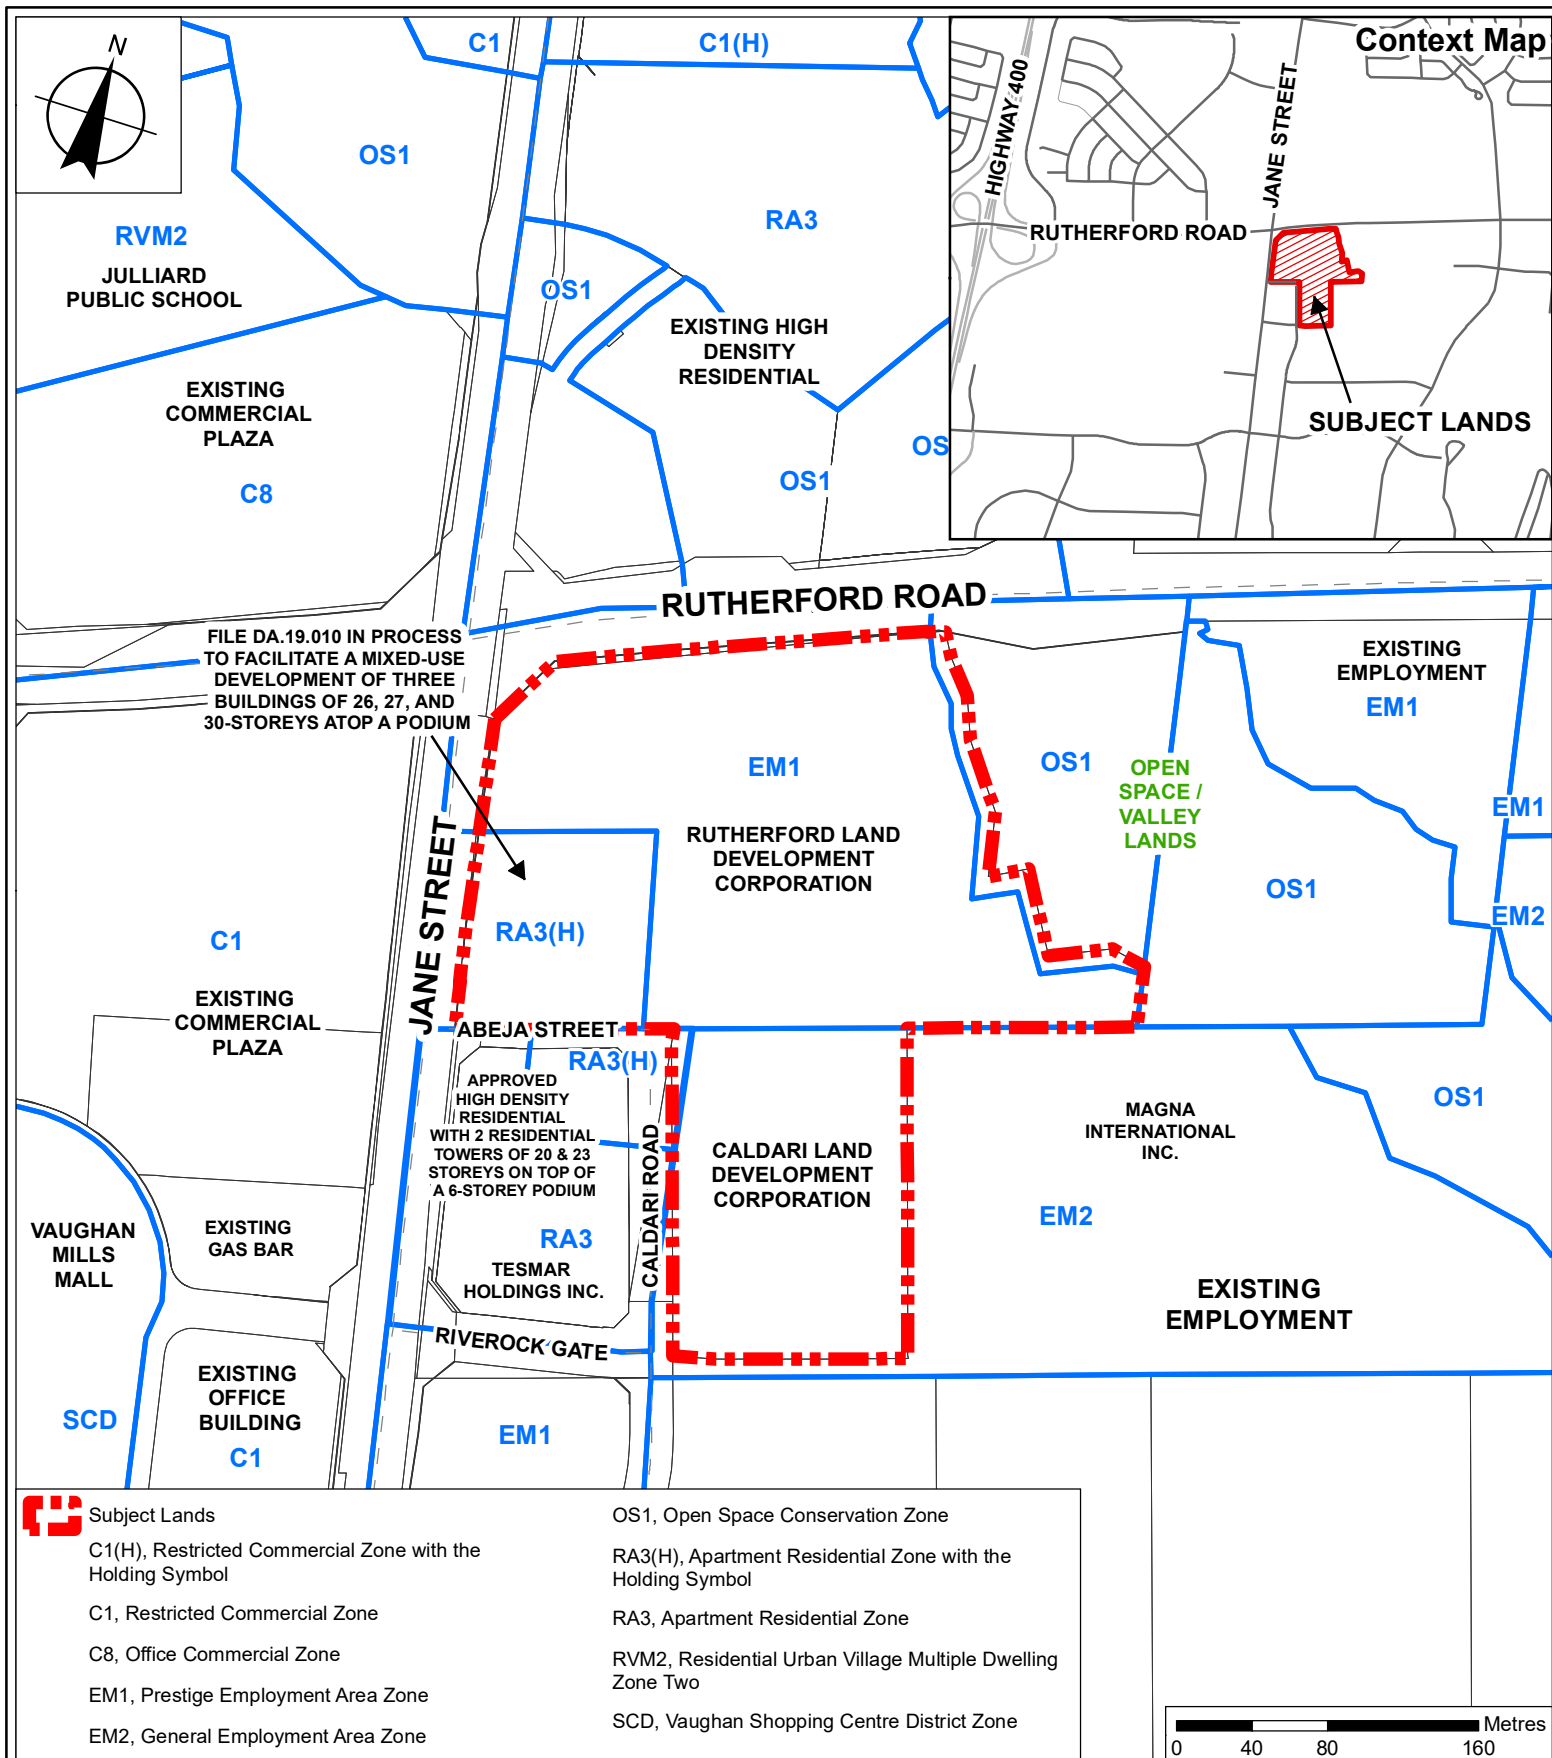 N
C1
C1(H)
OS1
RVM2
JULLIARD
PUBLIC SCHOOL
RA3
OS1
EXISTING HIGH
DENSITY
RESIDENTIAL
EXISTING
COMMERCIAL
PLAZA
C8
OS1
OS
Context Map
HIGHWAY 400
JANE STREET
RUTHERFORD ROAD
SUBJECT LANDS
RUTHERFORD ROAD
FILE DA.19.010 IN PROCESS
TO FACILITATE A MIXED-USE
DEVELOPMENT OF THREE
BUILDINGS OF 26, 27, AND
30-STOREYS ATOP A PODIUM
EXISTING
EMPLOYMENT
EM1
EM1
OS1
OPEN
SPACE /
VALLEY
LANDS
EM1
RUTHERFORD LAND
DEVELOPMENT
CORPORATION
OS1
EM2
JANE STREET
RA3(H)
C1
EXISTING
COMMERCIAL
PLAZA
ABEJA STREET
RA3(H)
APPROVED
HIGH DENSITY
RESIDENTIAL
WITH 2 RESIDENTIAL
TOWERS OF 20 & 23
STOREYS ON TOP OF
A 6-STOREY PODIUM
RA3
TESMAR
HOLDINGS INC.
CALDARI ROAD
CALDARI LAND
DEVELOPMENT
CORPORATION
MAGNA
INTERNATIONAL
INC.
OS1
EM2
EXISTING
EMPLOYMENT
VAUGHAN
MILLS
MALL
EXISTING
GAS BAR
RIVEROCK GATE
EXISTING
OFFICE
BUILDING
SCD
C1
EM1
Subject Lands
C1(H), Restricted Commercial Zone with the
Holding Symbol
C1, Restricted Commercial Zone
C8, Office Commercial Zone
EM1, Prestige Employment Area Zone
EM2, General Employment Area Zone
OS1, Open Space Conservation Zone
RA3(H), Apartment Residential Zone with the
Holding Symbol
RA3, Apartment Residential Zone
RVM2, Residential Urban Village Multiple Dwelling
Zone Two
SCD, Vaughan Shopping Centre District Zone
Metres
0 40 80 160